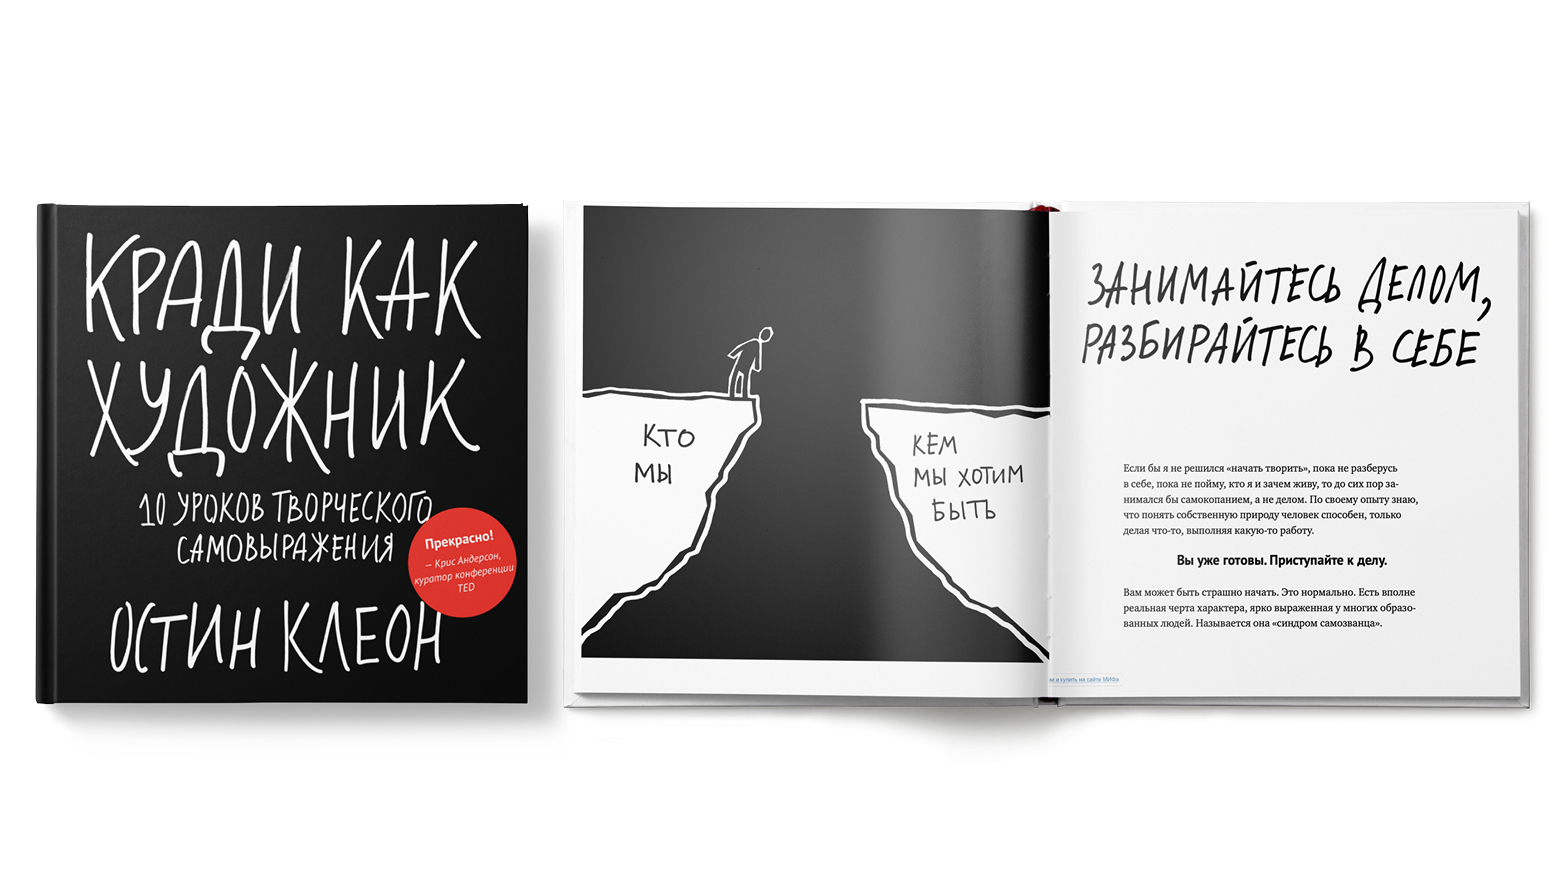 КРАДИ КАК
ХУДОЖНИК
10 УРОКОВ ТВОРЧЕСКОГО
САМОВЫРАЖЕНИЯ
Прекрасно!
— Крис Андерсон,
куратор конференции
TED
ОСТИН КЛЕОН
КТО
МЫ
КЕМ
МЫ ХОТИМ
БЫТЬ
ЗАНИМАЙТЕСЬ ДЕЛОМ,
РАЗБИРАЙТЕСЬ В СЕБЕ
Если бы я не решился «начать творить», пока не разберусь
в себе, пока не пойму, кто я и зачем живу, то до сих пор за-
нимался бы самокопанием, а не делом. По своему опыту знаю,
что понять собственную природу человек способен, только
делая что-то, выполняя какую-то работу.
Вы уже готовы. Приступайте к делу.
Вам может быть страшно начать. Это нормально. Есть вполне
реальная черта характера, ярко выраженная у многих образо-
ванных людей. Называется она «синдром самозванца».
и купить на сайте МИФа